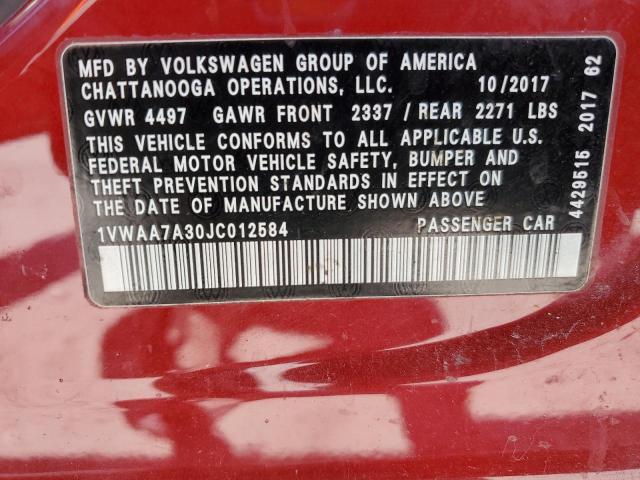 MFD BY VOLKSWAGEN GROUP OF AMERICA
CHATTANOOGA OPERATIONS, LLC. 10/2017
GVWR 4497 GAWR FRONT 2337 / REAR 2271 LBS
THIS VEHICLE CONFORMS TO ALL APPLICABLE U.S.
FEDERAL MOTOR VEHICLE SAFETY, BUMPER AND
THEFT PREVENTION STANDARDS IN EFFECT ON
THE DATE OF MANUFACTURE SHOWN ABOVE
1VWAA7A30JC012584 PASSENGER CAR
4429515 2017 62